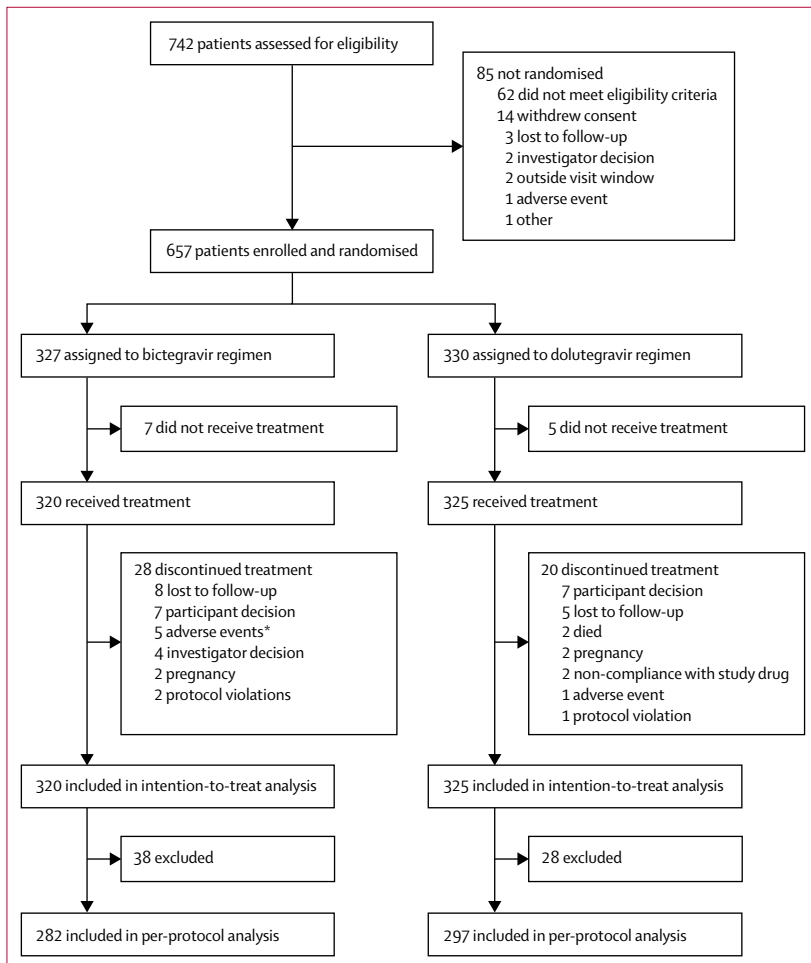 742 patients assessed for eligibility
85 not randomised
62 did not meet eligibility criteria
14 withdrew consent
3 lost to follow-up
2 investigator decision
2 outside visit window
1 adverse event
1 other
657 patients enrolled and randomised
327 assigned to bictegravir regimen
330 assigned to dolutegravir regimen
7 did not receive treatment
5 did not receive treatment
320 received treatment
325 received treatment
28 discontinued treatment
8 lost to follow-up
7 participant decision
5 adverse events*
4 investigator decision
2 pregnancy
2 protocol violations
20 discontinued treatment
7 participant decision
5 lost to follow-up
2 died
2 pregnancy
2 non-compliance with study drug
1 adverse event
1 protocol violation
320 included in intention-to-treat analysis
325 included in intention-to-treat analysis
38 excluded
28 excluded
282 included in per-protocol analysis
297 included in per-protocol analysis